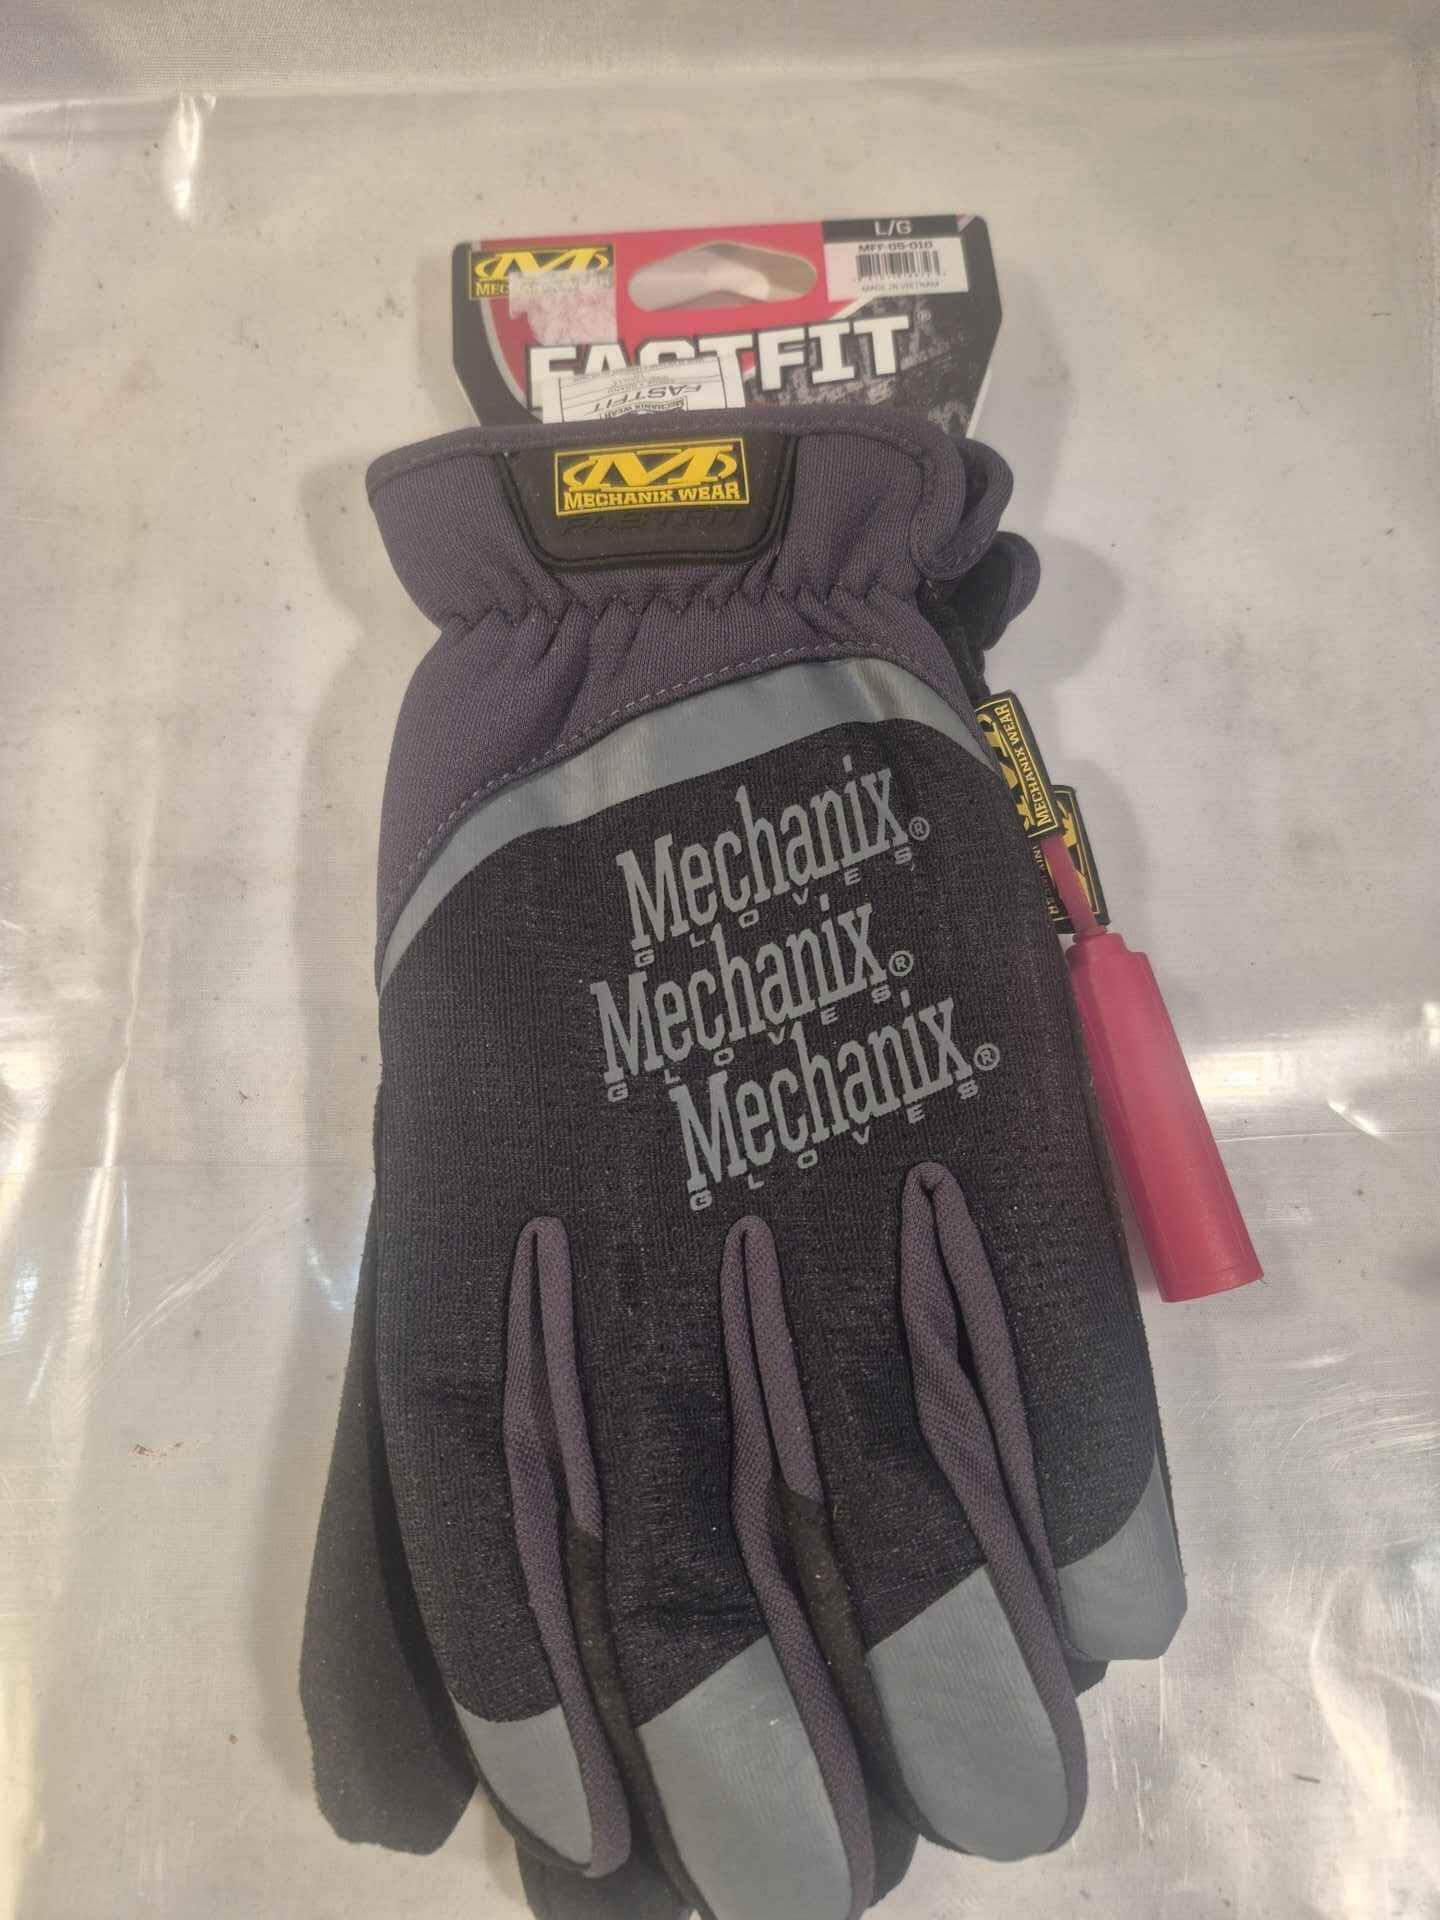 L/G
MFF-05-010
MADE IN VIETNAM
FASTFIT®
FASTFIT
MECHANIX WEAR
MECHANIX WEAR
FASTFIT
MECHANIX WEAR
Mechanix®
GLOVES
Mechanix®
GLOVES
Mechanix®
GLOVES